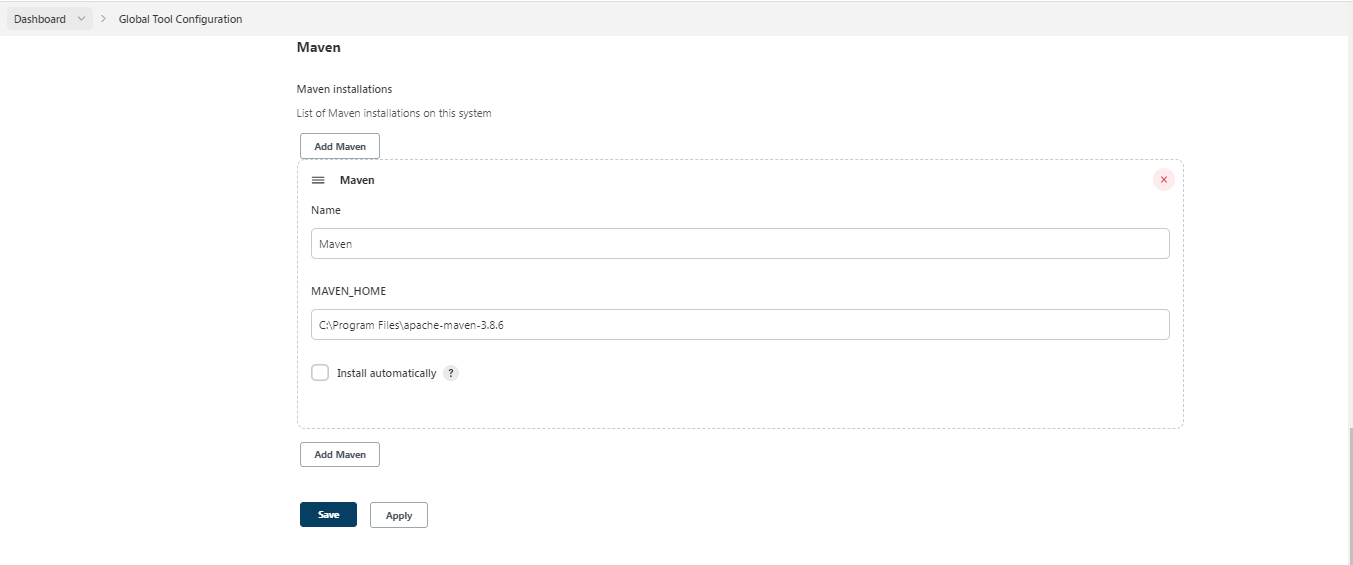 Dashboard > Global Tool Configuration
Maven
Maven installations
List of Maven installations on this system
Add Maven
Maven
Name
Maven
MAVEN_HOME
C:\Program Files\apache-maven-3.8.6
Install automatically ?
Add Maven
Save Apply